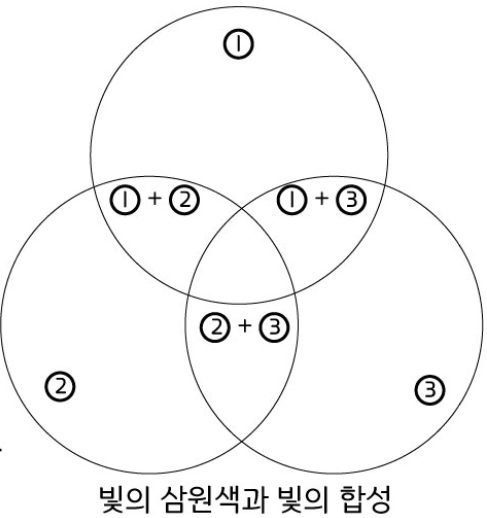 ①
① + ② ① + ③
② + ③
② ③
빛의 삼원색과 빛의 합성